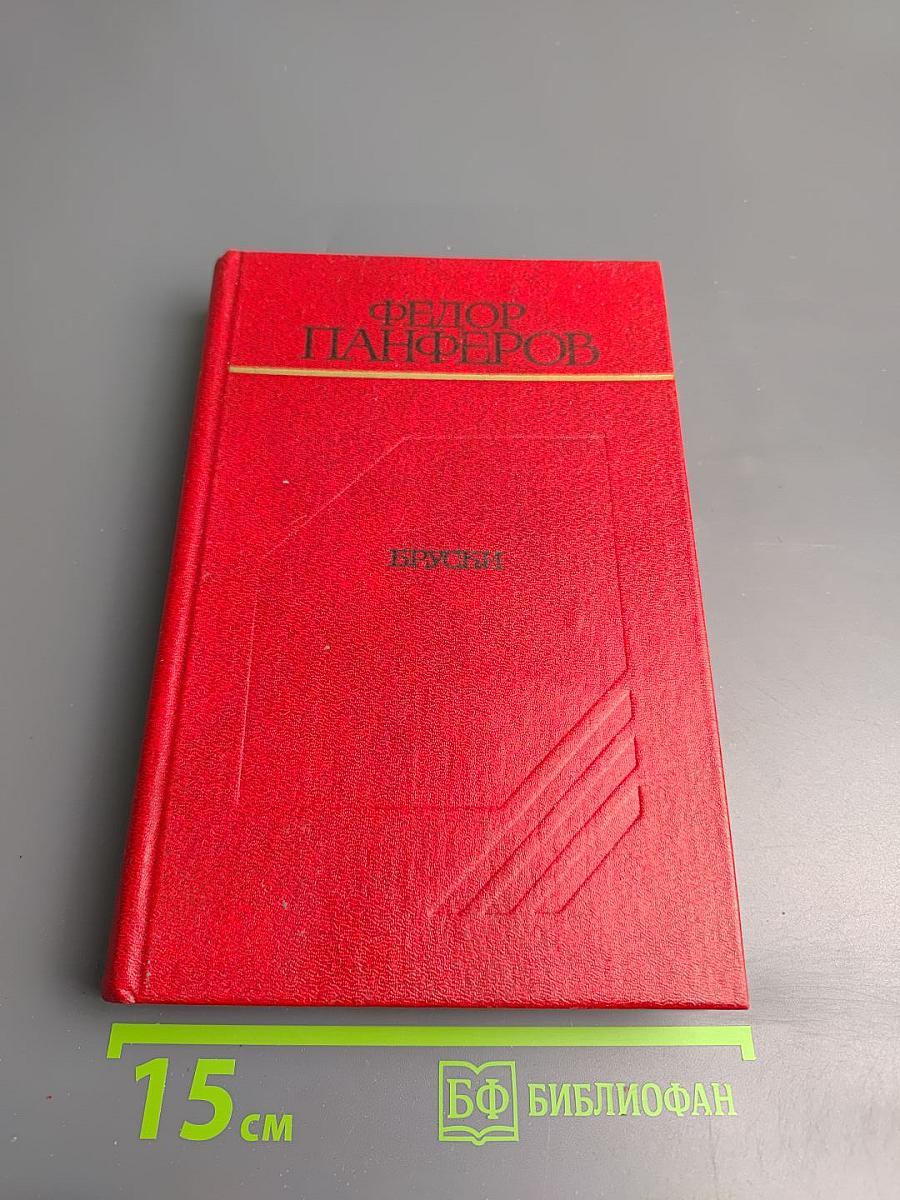 ФЕДОР
ПАНФЕРОВ
БРУСКИ
15 см
БФ БИБЛИОФАН